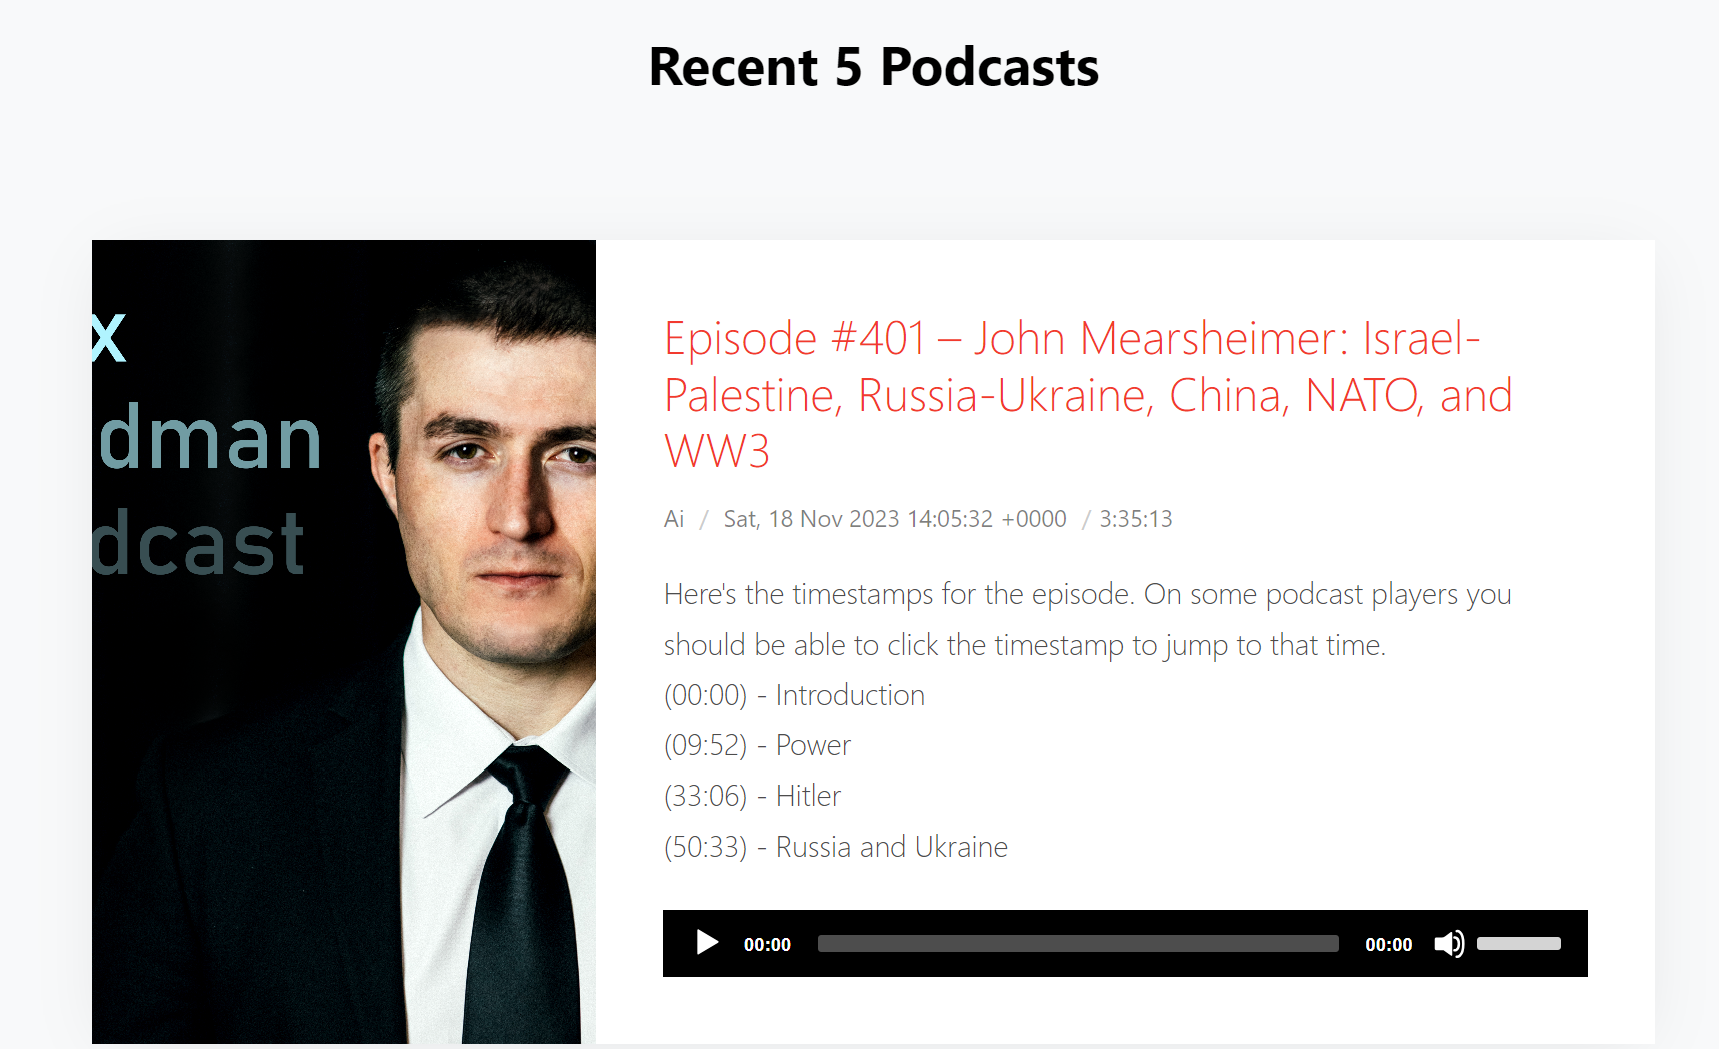 Recent 5 Podcasts
x
dman
dcast
Episode #401 – John Mearsheimer: Israel-
Palestine, Russia-Ukraine, China, NATO, and
WW3
Ai / Sat, 18 Nov 2023 14:05:32 +0000 / 3:35:13
Here's the timestamps for the episode. On some podcast players you
should be able to click the timestamp to jump to that time.
(00:00) - Introduction
(09:52) - Power
(33:06) - Hitler
(50:33) - Russia and Ukraine
00:00 00:00